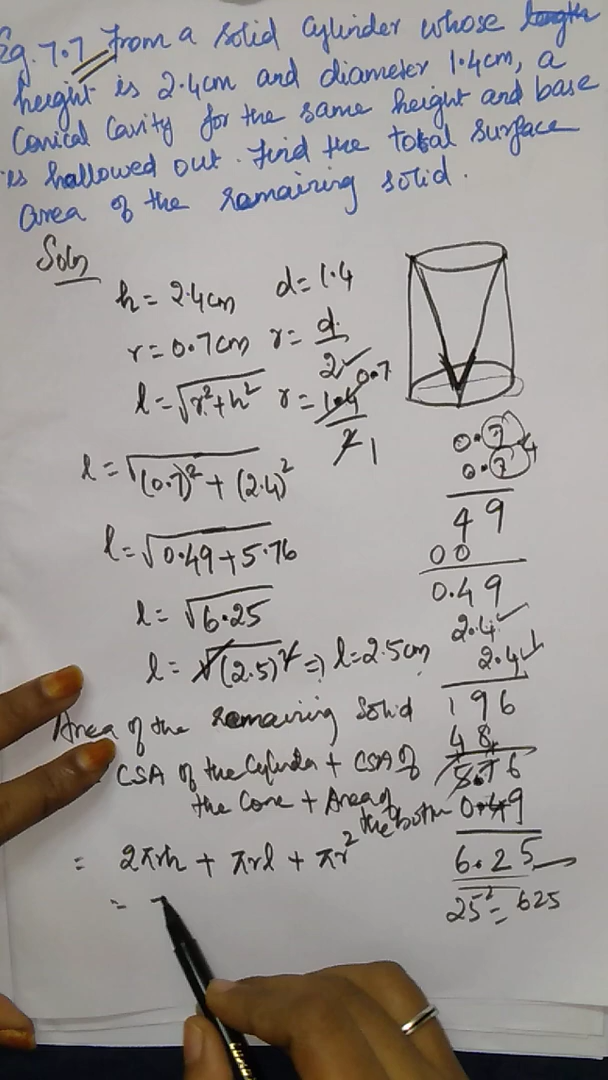 Eg. 7.7 From a solid cylinder whose length
height is 2.4cm and diameter 1.4cm, a
Conical Cavity for the same height and base
is hallowed out. Find the total surface
area of the remaining solid.
Soln
h = 2.4cm d = 1.4
r = 0.7cm r = d/2
l = √r²+h² r = 1.4/2 0.7 1
l = √(0.7)² + (2.4)²
l = √0.49+5.76
l = √6.25
l = √(2.5)² ⇒ l = 2.5cm
Area of the remaining Solid
CSA of the Cylinder + CSA of
the Cone + Area of the bottom
= 2πrh + πrl + πr²
=
0.7
0.7
49
00
0.49
2.4
2.4
196
48
5.76
0.49
6.25
25² = 625